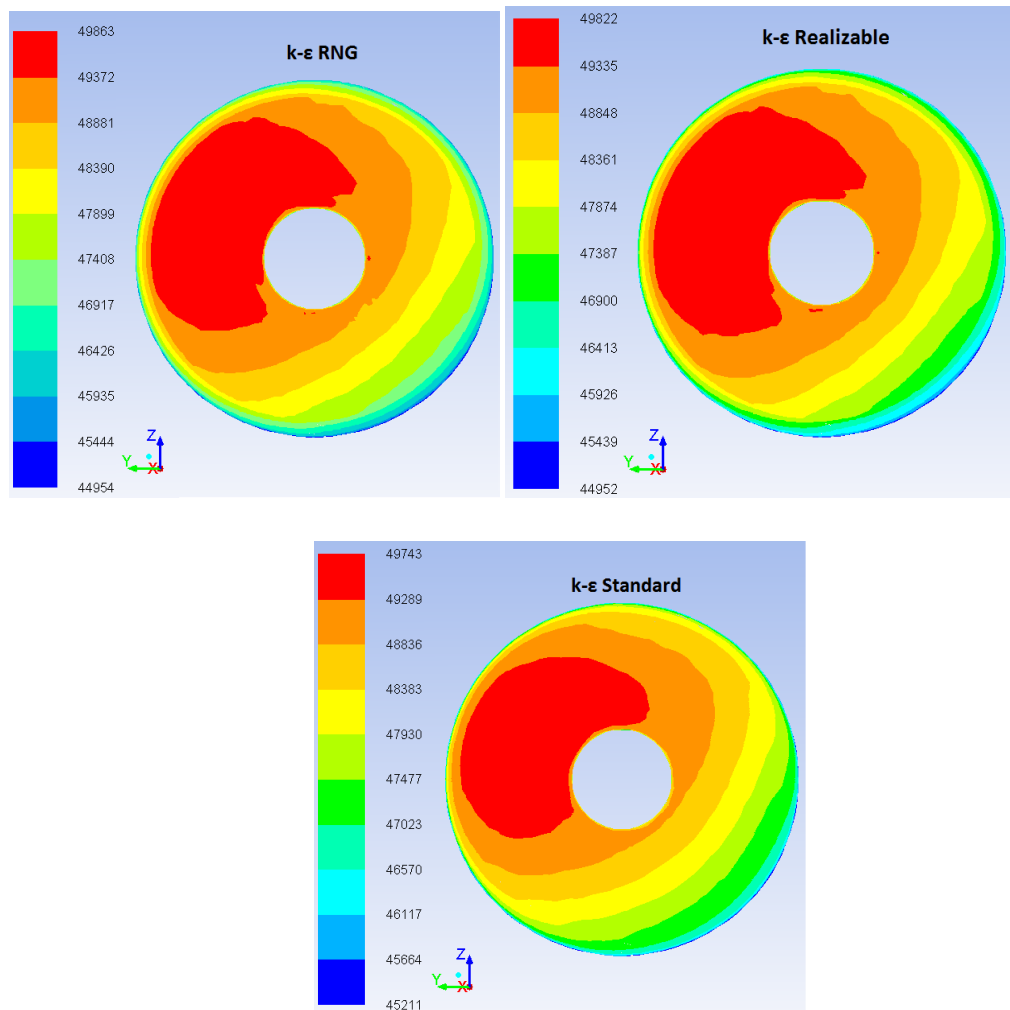 k-ε RNG
49863
49372
48881
48390
47899
47408
46917
46426
45935
45444
44954
Z
Y
X
k-ε Realizable
49822
49335
48848
48361
47874
47387
46900
46413
45926
45439
44952
Z
Y
X
k-ε Standard
49743
49289
48836
48383
47930
47477
47023
46570
46117
45664
45211
Z
Y
X